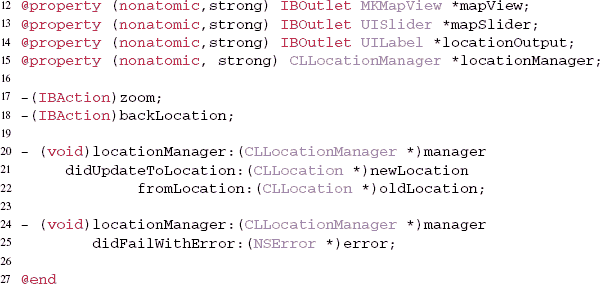 12 @property (nonatomic,strong) IBOutlet MKMapView *mapView;
13 @property (nonatomic,strong) IBOutlet UISlider *mapSlider;
14 @property (nonatomic,strong) IBOutlet UILabel *locationOutput;
15 @property (nonatomic, strong) CLLocationManager *locationManager;
16
17 -(IBAction)zoom;
18 -(IBAction)backLocation;
19
20 - (void)locationManager:(CLLocationManager *)manager
21 didUpdateToLocation:(CLLocation *)newLocation
22 fromLocation:(CLLocation *)oldLocation;
23
24 - (void)locationManager:(CLLocationManager *)manager
25 didFailWithError:(NSError *)error;
26
27 @end